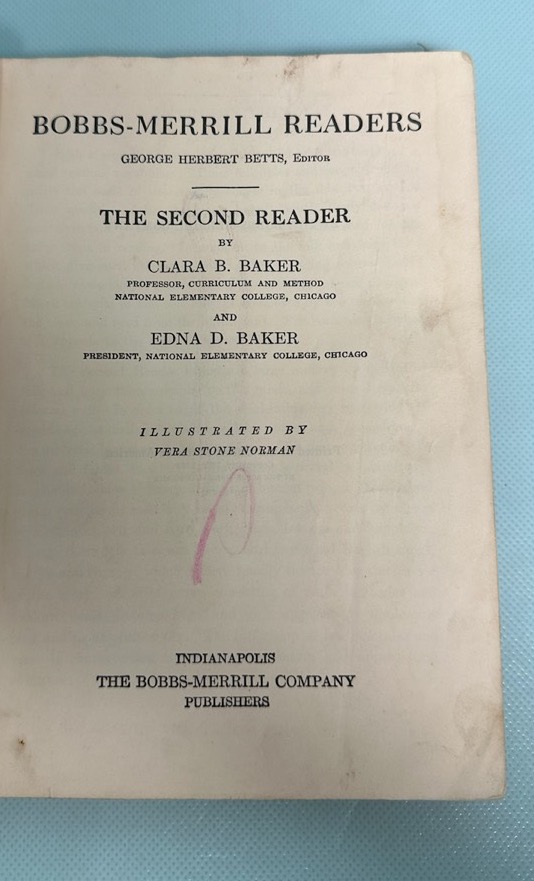 BOBBS-MERRILL READERS
GEORGE HERBERT BETTS, EDITOR
THE SECOND READER
BY
CLARA B. BAKER
PROFESSOR, CURRICULUM AND METHOD
NATIONAL ELEMENTARY COLLEGE, CHICAGO
AND
EDNA D. BAKER
PRESIDENT, NATIONAL ELEMENTARY COLLEGE, CHICAGO
ILLUSTRATED BY
VERA STONE NORMAN
INDIANAPOLIS
THE BOBBS-MERRILL COMPANY
PUBLISHERS